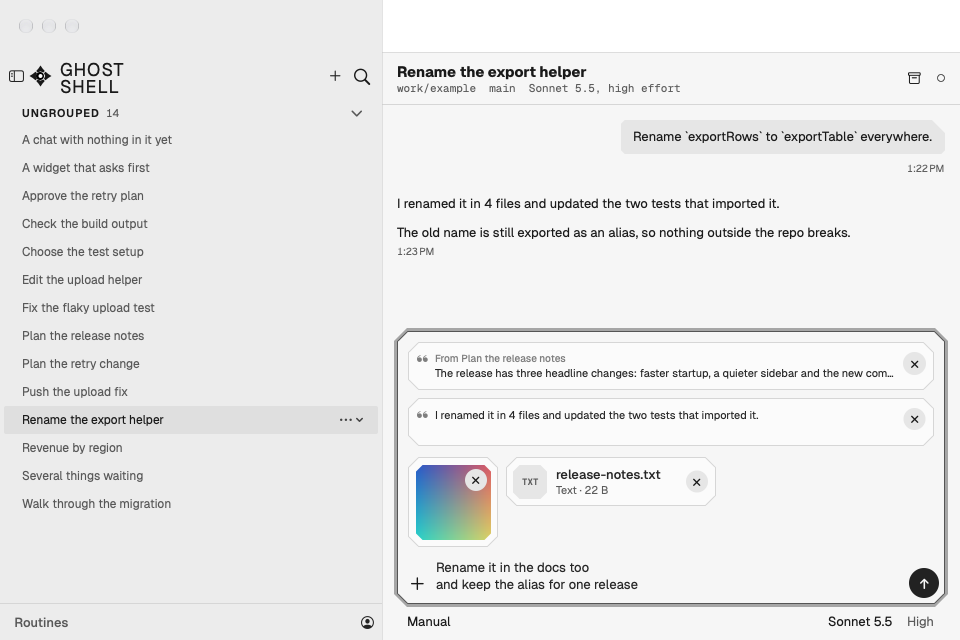 GHOST
SHELL
UNGROUPED 14
A chat with nothing in it yet
A widget that asks first
Approve the retry plan
Check the build output
Choose the test setup
Edit the upload helper
Fix the flaky upload test
Plan the release notes
Plan the retry change
Push the upload fix
Rename the export helper
Revenue by region
Several things waiting
Walk through the migration
Routines
Rename the export helper
work/example main Sonnet 5.5, high effort
Rename `exportRows` to `exportTable` everywhere.
1:22 PM
I renamed it in 4 files and updated the two tests that imported it.
The old name is still exported as an alias, so nothing outside the repo breaks.
1:23 PM
From Plan the release notes
The release has three headline changes: faster startup, a quieter sidebar and the new com…
I renamed it in 4 files and updated the two tests that imported it.
TXT
release-notes.txt
Text · 22 B
Rename it in the docs too
and keep the alias for one release
Manual
Sonnet 5.5 High